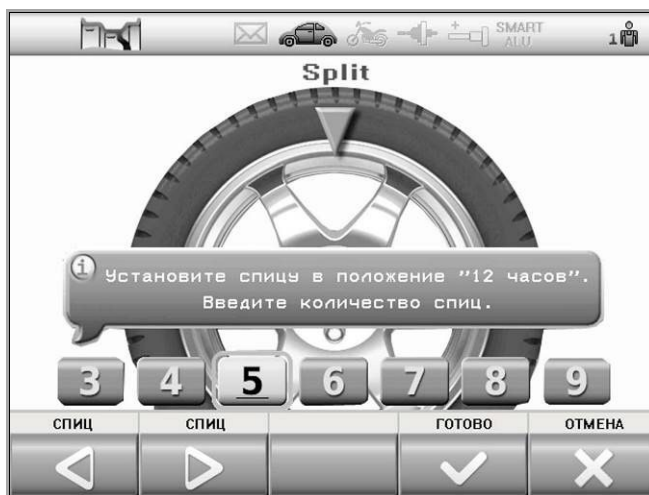 SMART
ALU
1
Split
Установите спицу в положение "12 часов".
Введите количество спиц.
3 4 5 6 7 8 9
СПИЦ СПИЦ ГОТОВО ОТМЕНА